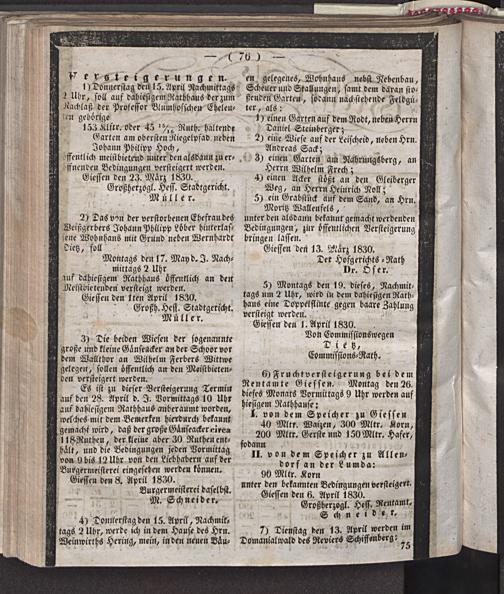 — ( 76 ) —
Versteigerungen.
1) Donnerstag den 15. April Nachmittags
2 Uhr, soll auf dahiesigem Rathhaus der zum
Nachlaß der Professor Blumhofschen Eheleu-
ten gehörige
153 Klftr. oder 45 Ruth. haltende
Garten am obersten Riegelpfad neben
Johann Philipp Hoch,
öffentlich meistbietend unter den alsdann zu er-
öffnenden Bedingungen versteigert werden.
Giessen den 23. März 1830.
Großherzogl. Hess. Stadtgericht.
Müller.
2) Das von der verstorbenen Ehefrau des
Weißgerbers Johann Philipp Löber hinterlas-
sene Wohnhaus mit Grund neben Bernhardt
Dietz, soll
Montags den 17. May d. J. Nach-
mittags 2 Uhr
auf dahiesigem Rathhaus öffentlich an den
Meistbietenden versteigt werden.
Giessen den 1ten April 1830.
Großh. Hess. Stadtgericht.
Müller.
3) Die beiden Wiesen der sogenannte
große und kleine Gänseacker an der Schoor vor
dem Wallthor an Wilhelm Ferbers Wittwe
gelegen, sollen öffentlich an den Meistbieten-
den versteigert werden.
Es ist zu dieser Versteigerung Termin
auf den 28. April d. J. Vormittags 10 Uhr
auf dahiesigem Rathhaus anberaumt worden,
welches mit dem Bemerken hierdurch bekannt
gemacht wird, daß der große Gänseacker etwa
118 Ruthen, der kleine aber 30 Ruthen ent-
hält, und die Bedingungen jeden Vormittag
von 9 bis 12 Uhr von den Liebhabern auf der
Burgermeisterei eingesehen werden können.
Giessen den 8. April 1830.
Burgermeisterei daselbst.
M. Schneider.
4) Donnerstag den 15. April, Nachmit-
tags 2 Uhr, werde ich in dem Hause des Hrn.
Weinwirths Hering, mein, in den neuen Bäu-
en gelegenes, Wohnhaus nebst Nebenbau,
Scheuer und Stallungen, samt dem daran sto-
ßenden Garten, sodann nachstehende Feldgü-
ter, als:
1) einen Garten auf dem Rodt, neben Herrn
Daniel Steinberger;
2) eine Wiese auf der Leischeid, neben Hrn.
Andreas Sack;
3) einen Garten am Nahrungsberg, an
Herrn Wilhelm Frech;
4) einen Acker stößt an den Gleiberger
Weg, an Herrn Heinrich Noll;
5) ein Grabstück auf dem Sand, an Hrn.
Moritz Wallenfels,
unter den alsdann bekannt gemacht werdenden
Bedingungen, zur öffentlichen Versteigerung
bringen lassen.
Giessen den 13. März 1830.
Der Hofgerichts-Rath
Dr. Oser.
5) Montags den 19. dieses, Nachmit-
tags um 2 Uhr, wird in dem dahiesigen Rath-
haus eine Doppelflinte gegen baare Zahlung
versteigt werden.
Giessen den 1. April 1830.
Von Commissionswegen
Dietz,
Commissions-Rath.
6) Fruchtversteigerung bei dem
Rentamte Giessen. Montag den 26.
dieses Monats Vormittags 9 Uhr werden auf
hiesigem Rathhause;
I. von dem Speicher zu Giessen
40 Mltr. Waizen, 300 Mltr. Korn,
200 Mltr. Gerste und 150 Mltr. Hafer,
sodann
II. von dem Speicher zu Allen-
dorf an der Lumda:
90 Mltr. Korn
unter den bekannten Bedingungen versteigert.
Giessen den 6. April 1830.
Großherzogl. Hess. Rentamt.
Schneider.
7) Dienstag den 13. April werden im
Domanialwald des Reviers Schiffenberg:
75